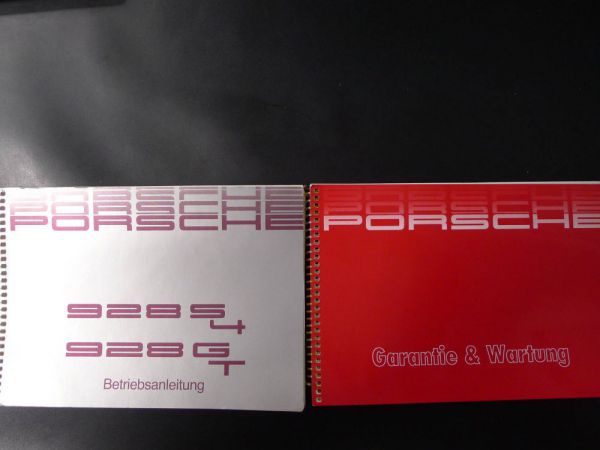 PORSCHE
928 S4
928 GT
Betriebsanleitung
PORSCHE
Garantie & Wartung